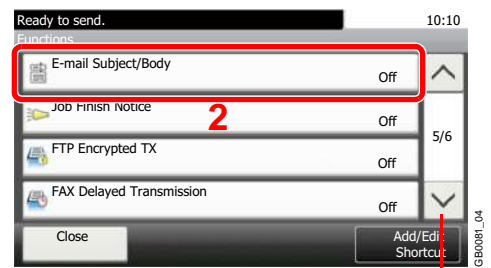 Ready to send.
10:10
Functions
E-mail Subject/Body
Off
Job Finish Notice
Off
2
5/6
FTP Encrypted TX
Off
FAX Delayed Transmission
Off
Close
Add/Edit
Shortcut
GB0081_04